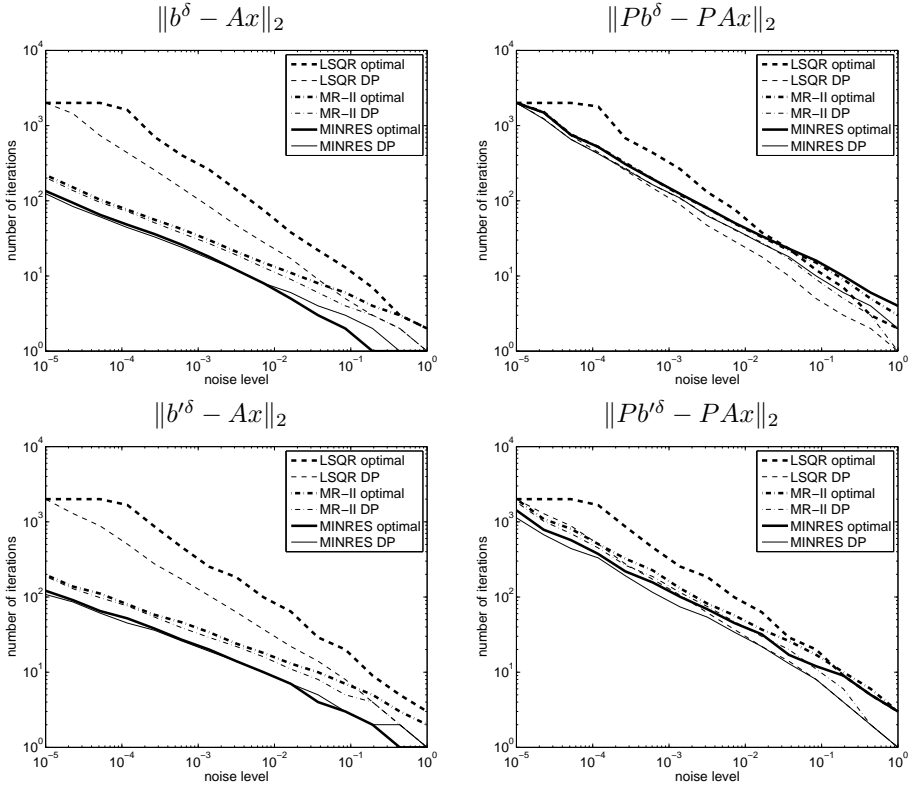 ‖b^δ − Ax‖₂
‖Pb^δ − PAx‖₂
10^4
10^3
10^2
10^1
10^0
number of iterations
LSQR optimal
LSQR DP
MR−II optimal
MR−II DP
MINRES optimal
MINRES DP
10^−5 10^−4 10^−3 10^−2 10^−1 10^0
noise level
10^4
10^3
10^2
10^1
10^0
number of iterations
LSQR optimal
LSQR DP
MR−II optimal
MR−II DP
MINRES optimal
MINRES DP
10^−5 10^−4 10^−3 10^−2 10^−1 10^0
noise level
‖b′^δ − Ax‖₂
‖Pb′^δ − PAx‖₂
10^4
10^3
10^2
10^1
10^0
number of iterations
LSQR optimal
LSQR DP
MR−II optimal
MR−II DP
MINRES optimal
MINRES DP
10^−5 10^−4 10^−3 10^−2 10^−1 10^0
noise level
10^4
10^3
10^2
10^1
10^0
number of iterations
LSQR optimal
LSQR DP
MR−II optimal
MR−II DP
MINRES optimal
MINRES DP
10^−5 10^−4 10^−3 10^−2 10^−1 10^0
noise level